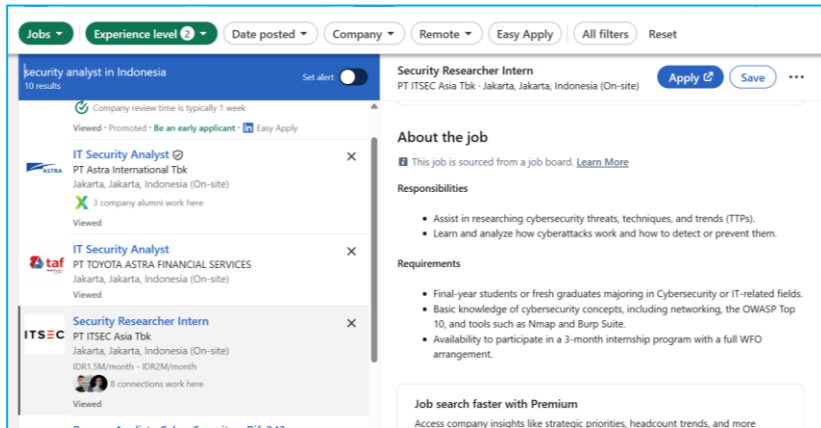 Jobs
Experience level 2
Date posted
Company
Remote
Easy Apply
All filters
Reset
security analyst in Indonesia
10 results
Set alert
Company review time is typically 1 week
Viewed · Promoted · Be an early applicant · in Easy Apply
ASTRA
IT Security Analyst
PT Astra International Tbk
Jakarta, Jakarta, Indonesia (On-site)
3 company alumni work here
Viewed
taf
IT Security Analyst
PT TOYOTA ASTRA FINANCIAL SERVICES
Jakarta, Jakarta, Indonesia (On-site)
Viewed
ITSEC
Security Researcher Intern
PT ITSEC Asia Tbk
Jakarta, Jakarta, Indonesia (On-site)
IDR1.5M/month - IDR2M/month
8 connections work here
Viewed
Security Researcher Intern
PT ITSEC Asia Tbk · Jakarta, Jakarta, Indonesia (On-site)
Apply
Save
About the job
This job is sourced from a job board. Learn More
Responsibilities
• Assist in researching cybersecurity threats, techniques, and trends (TTPs).
• Learn and analyze how cyberattacks work and how to detect or prevent them.
Requirements
• Final-year students or fresh graduates majoring in Cybersecurity or IT-related fields.
• Basic knowledge of cybersecurity concepts, including networking, the OWASP Top
10, and tools such as Nmap and Burp Suite.
• Availability to participate in a 3-month internship program with a full WFO
arrangement.
Job search faster with Premium
Access company insights like strategic priorities, headcount trends, and more